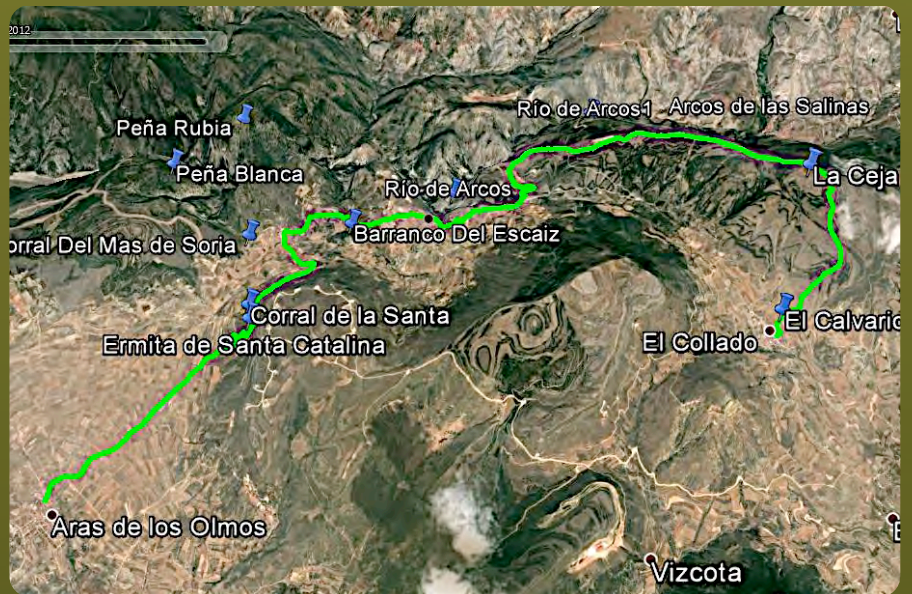 2012
Río de Arcos1
Arcos de las Salinas
Peña Rubia
Peña Blanca
La Ceja
Río de Arcos
Barranco Del Escaiz
orral Del Mas de Soria
Corral de la Santa
El Calvario
El Collado
Ermita de Santa Catalina
Aras de los Olmos
Vizcota